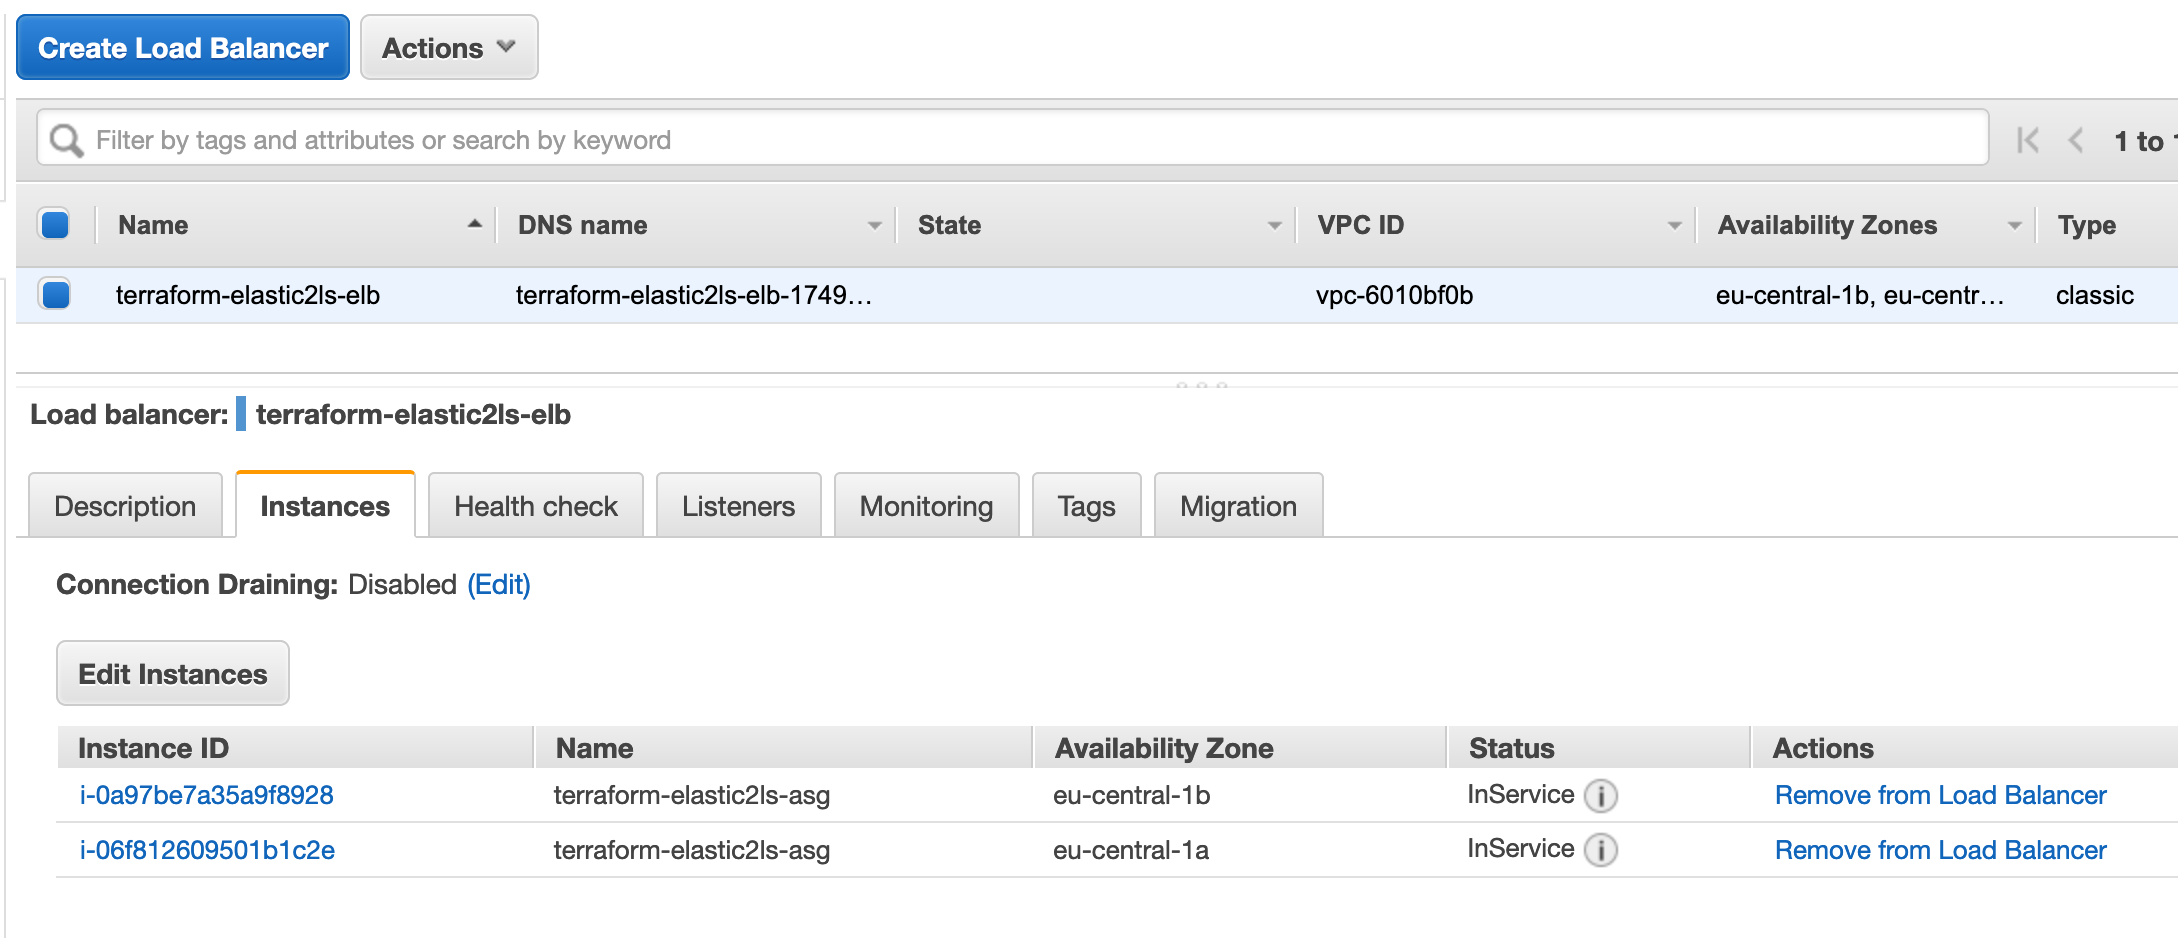 Create Load Balancer Actions
Filter by tags and attributes or search by keyword 1 to
Name DNS name State VPC ID Availability Zones Type
terraform-elastic2ls-elb terraform-elastic2ls-elb-1749... vpc-6010bf0b eu-central-1b, eu-centr... classic
Load balancer: terraform-elastic2ls-elb
Description Instances Health check Listeners Monitoring Tags Migration
Connection Draining: Disabled (Edit)
Edit Instances
Instance ID Name Availability Zone Status Actions
i-0a97be7a35a9f8928 terraform-elastic2ls-asg eu-central-1b InService Remove from Load Balancer
i-06f812609501b1c2e terraform-elastic2ls-asg eu-central-1a InService Remove from Load Balancer